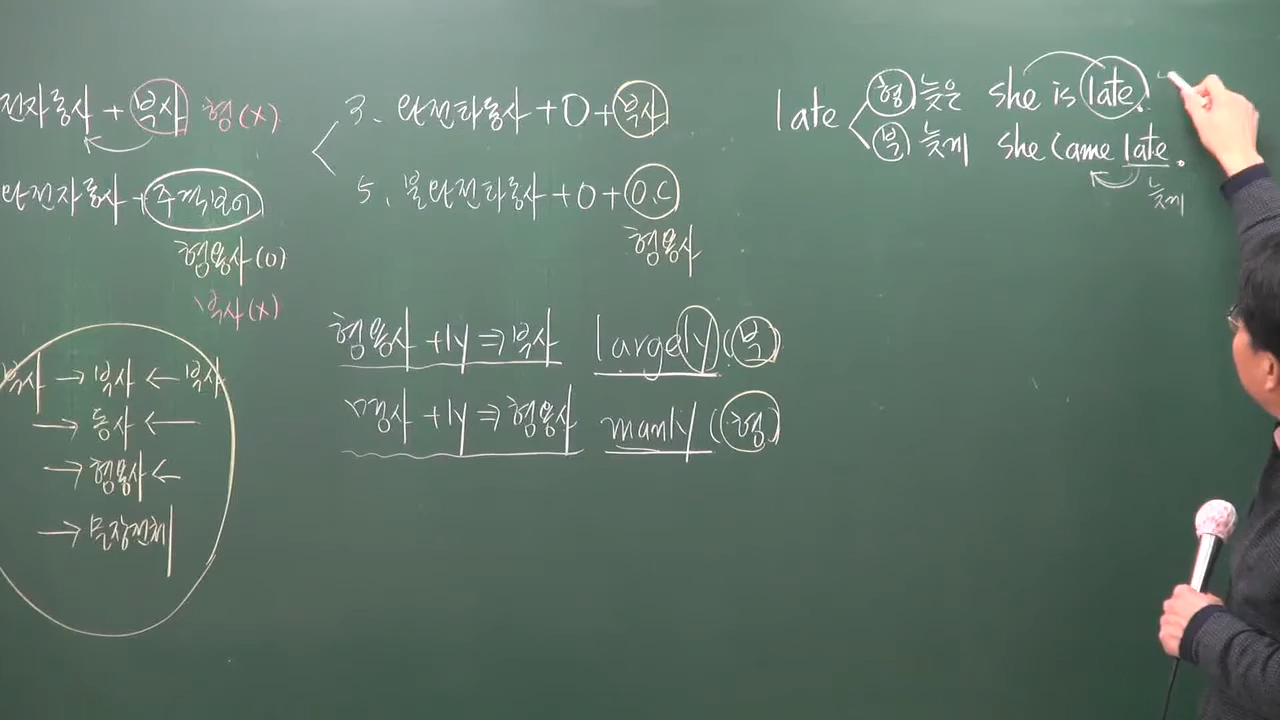 전자동사 + 부사 형(X)
완전자동사 + 주격보어
형용사(O)
부사(X)
부사 → 부사 ← 부사
→ 동사 ←
→ 형용사 ←
→ 문장전체
3. 완전타동사 + O + 부사
5. 불완전타동사 + O + O.C
형용사
형용사 + ly ⇒ 부사 largely (부)
명사 + ly ⇒ 형용사 manly (형)
late
형 늦은 she is late.
부 늦게 she came late.
늦게